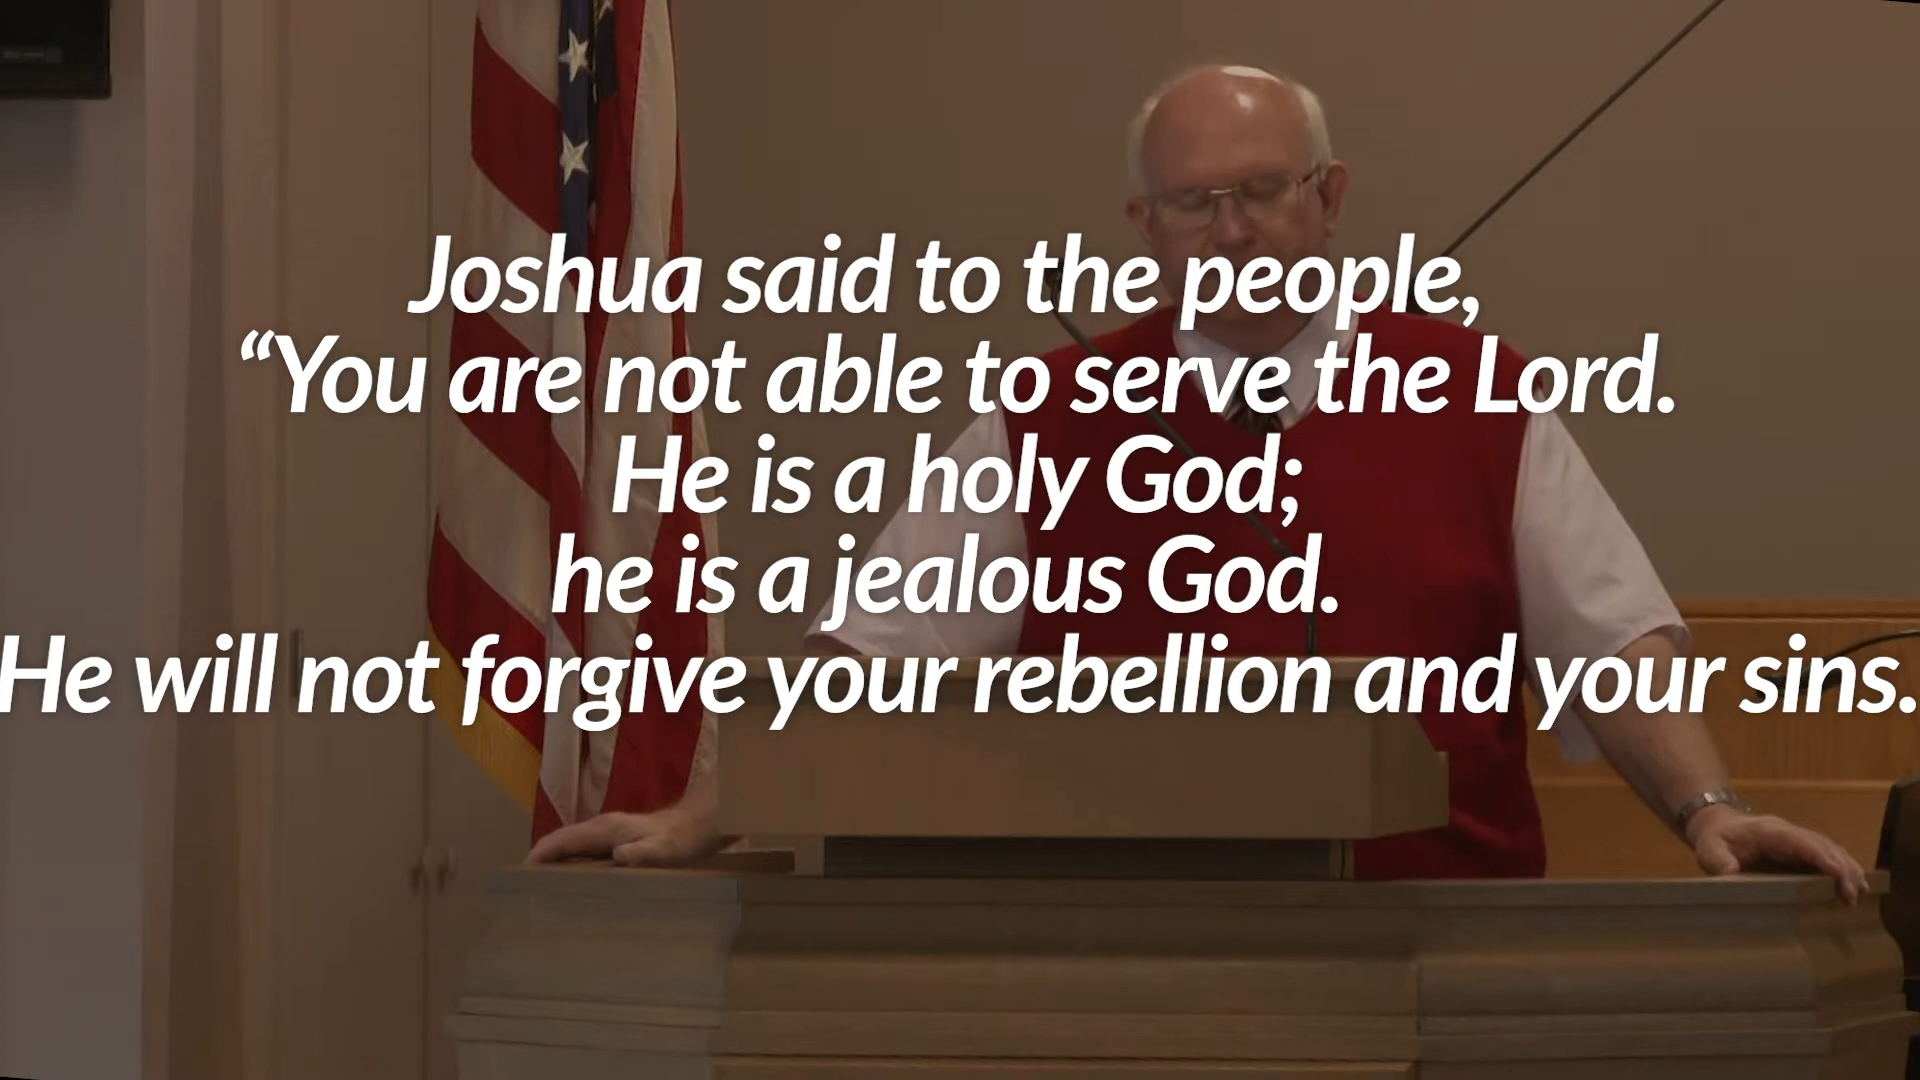 Joshua said to the people,
“You are not able to serve the Lord.
He is a holy God;
he is a jealous God.
He will not forgive your rebellion and your sins.